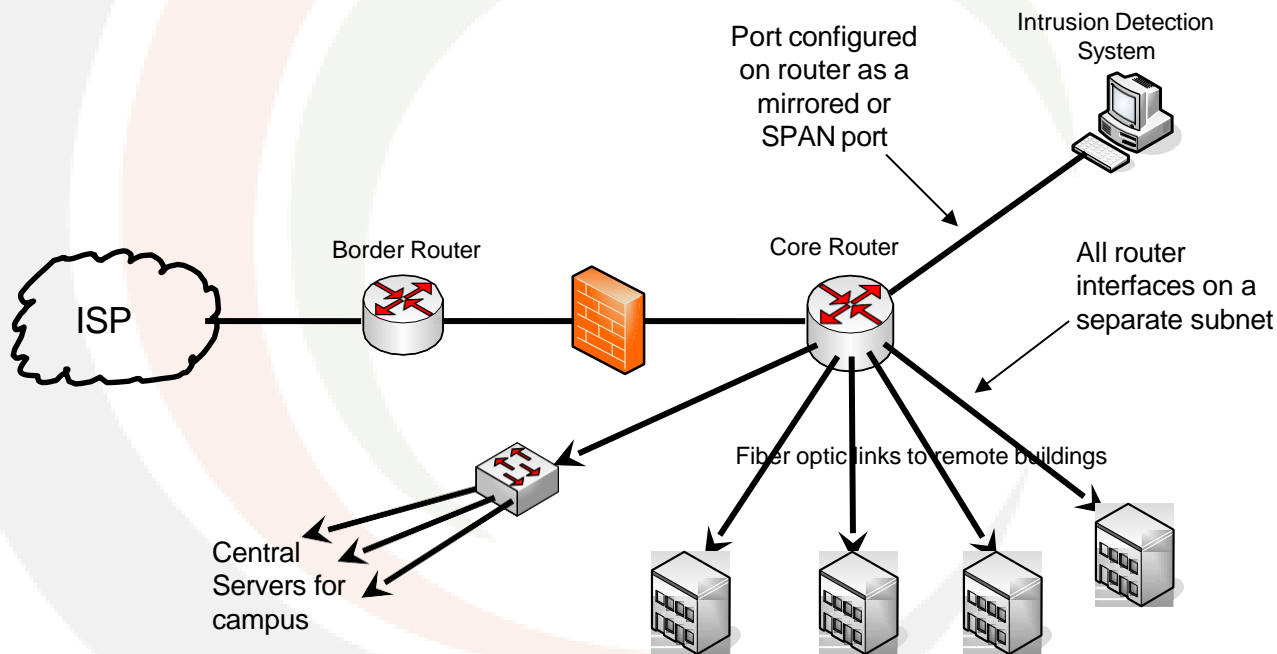 Port configured
on router as a
mirrored or
SPAN port
Intrusion Detection
System
Border Router
Core Router
ISP
All router
interfaces on a
separate subnet
Fiber optic links to remote buildings
Central
Servers for
campus